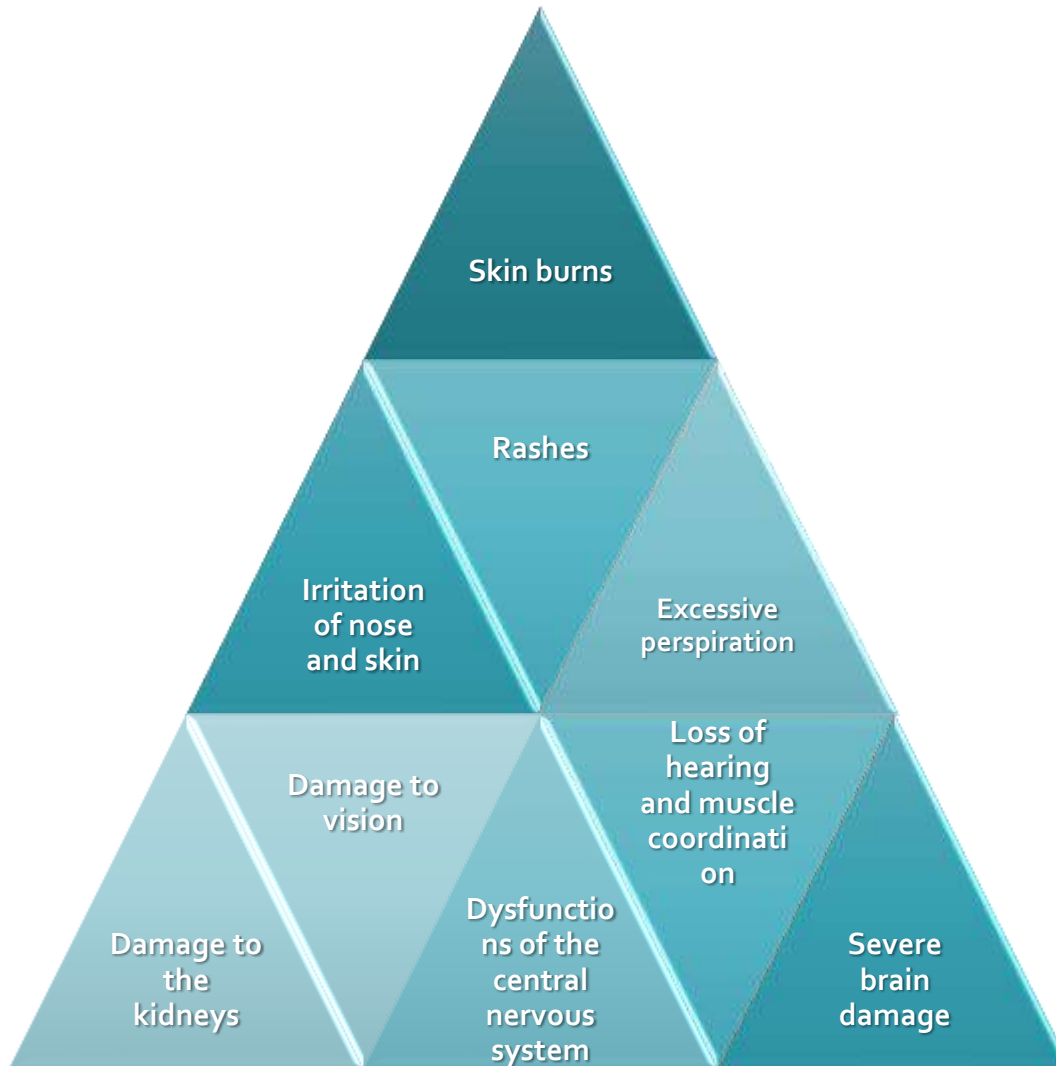 Skin burns
Rashes
Irritation
of nose
and skin
Excessive
perspiration
Damage to
vision
Loss of
hearing
and muscle
coordinati
on
Damage to
the
kidneys
Dysfunctio
ns of the
central
nervous
system
Severe
brain
damage